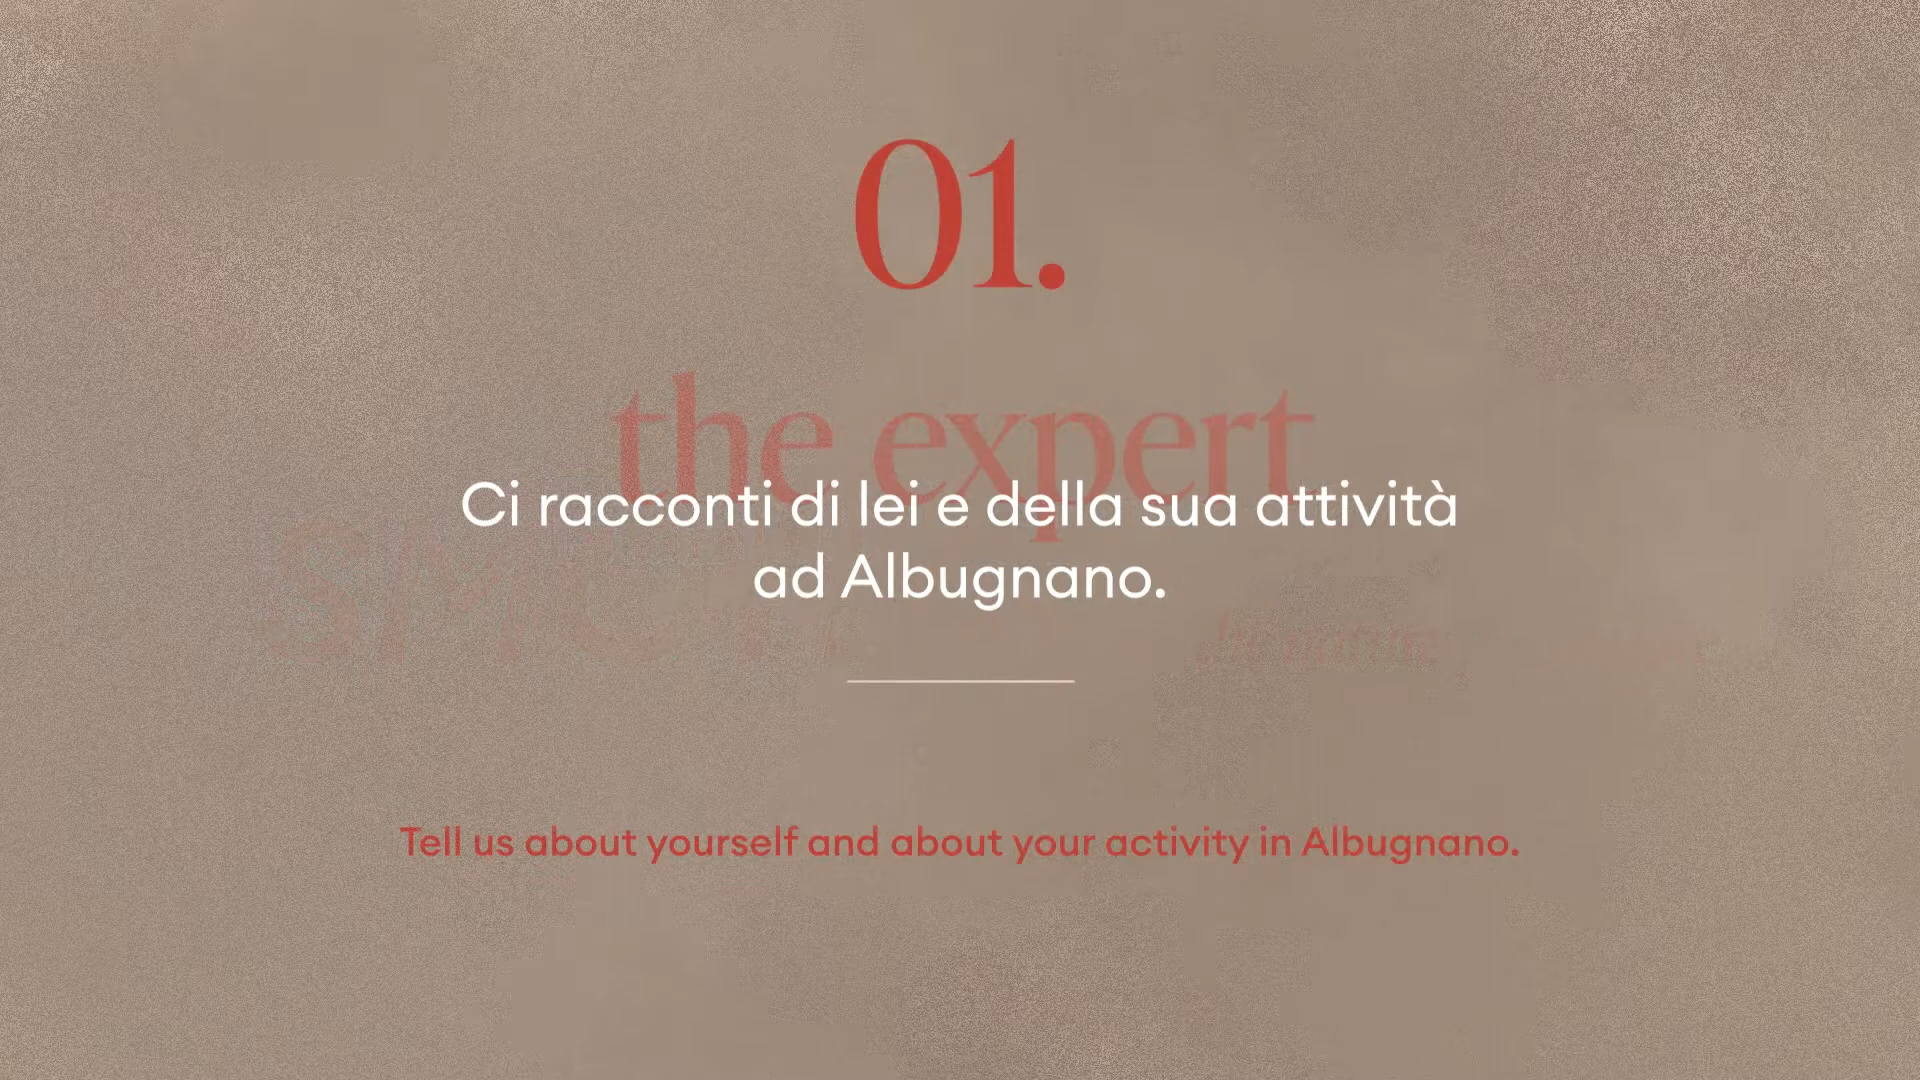 01.
the expert
Ci racconti di lei e della sua attività
ad Albugnano.
Tell us about yourself and about your activity in Albugnano.